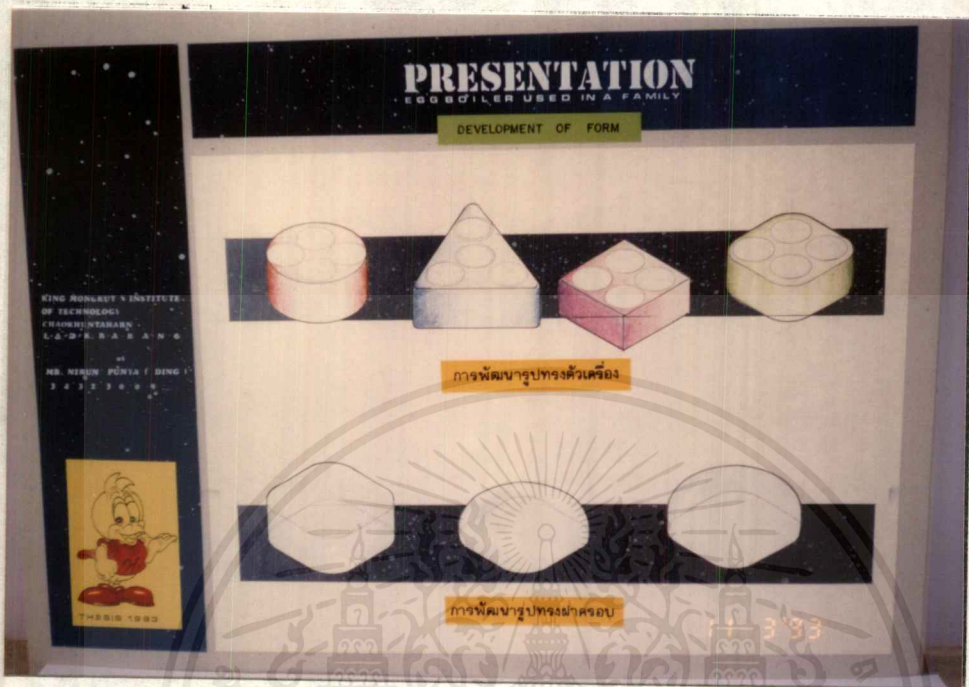 PRESENTATION
EGG BOILER USED IN A FAMILY
DEVELOPMENT OF FORM
KING MONGKUT'S INSTITUTE
OF TECHNOLOGY
CHAOKHUNTAHARN
L·A·D·K·R·A·B·A·N·G
MR. NIRUM PUNYA ( DING )
THESIS 1993
การพัฒนารูปทรงตัวเครื่อง
การพัฒนารูปทรงฝาครอบ
11 3'93